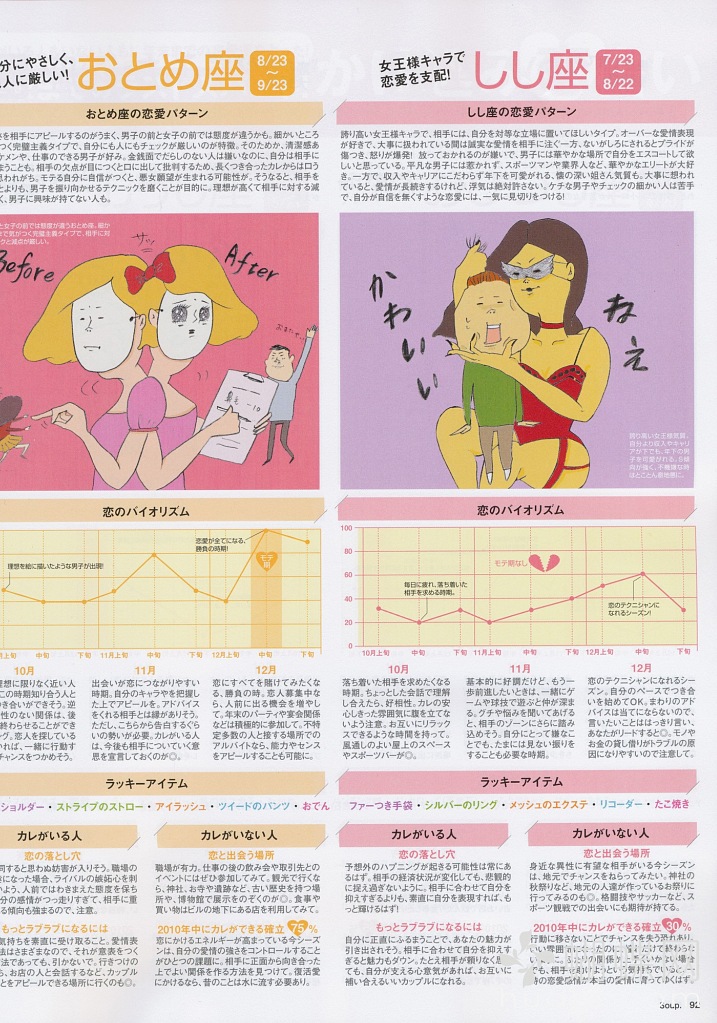 分にやさしく、
人に厳しい!
おとめ座
8/23
〜
9/23
おとめ座の恋愛パターン
さを相手にアピールするのがうまく、男子の前と女子の前では態度が違うかも。細かいところ
つく完璧主義タイプで、自分にも人にもチェックが厳しいのが特徴。そのため、清潔感あ
ケメンや、仕事のできる男子が好み。金銭面でだらしのない人は嫌いなのに、自分は相手に
まうことも。相手の欠点が目につくと口に出して批判するため、長くつき合ったカレからはロう
思われがち。モテる自分に自信がつくと、悪女願望が生まれる可能性が。そうなると、相手を
とよりも、男子を振り向かせるテクニックを磨くことが目的に。理想が高くて相手に対する減
く、男子に興味が持てない人も。
と女子の前では態度が違うおとめ座。細か
まで気がつく完璧主義タイプで、相手に対
ックと減点が厳しい。
Before
サッ
After
恋のバイオリズム
理想を絵に描いたような男子が出現!
恋愛が全てになる、
勝負の時期!
モテ期
中旬
下旬
11月上旬
中旬
下旬
12月上旬
中旬
下旬
10月
理想に限りなく近い人
この時期知り合う人と
き合いができそう。逆
性のない関係は、後
終わらせることができ
グ。恋人を探している
かれば、一緒に行動す
チャンスをつかめそう。
11月
出会いが恋につながりやすい
時期。自分のキャラやを把握し
た上でアピールを。アドバイス
をくれる相手とは縁がありそう。
ただし、こちらから告白するぐら
いの勢いが必要。カレがいる人
は、今後も相手についていく意
思を宣言しておくのが◎。
12月
恋にすべてを賭けてみたくな
る、勝負の時。恋人募集中な
ら、人前に出る機会を増やし
て。年末のパーティや宴会関係
などは積極的に参加して。不特
定多数の人と接する場所での
アルバイトなら、能力やセンス
をアピールすることも可能に。
ラッキーアイテム
ショルダー・ストライプのストロー・アイラッシュ・ツイードのパンツ・おでん
カレがいる人
恋の落とし穴
同すると思わぬ妨害が入りそう。職場の
になった場合、ライバルの嫉妬心を刺
いよう、人前ではわきまえた態度を保ち
分の感情がつっ走りすぎて、相手に重
る傾向も強まるので、注意。
もっとラブラブになるには
気持ちを素直に受け取ること。愛情表
法はさまざまなので、それが意表をつく
方法であっても、引かないで。行きつけの
ら、お店の人と会話するなど、カップル
とをアピールできる場所に行くのも◎。
カレがいない人
恋と出会う場所
職場が有力。仕事の後の飲み会や取引先との
イベントにはぜひ参加してみて。観光で行くな
ら、神社、お寺や遺跡など、古い歴史を持つ場
所や、博物館で展示をのぞくのが◎。食事や
買い物はビルの地下にある店を利用してみて。
2010年中にカレができる確立 75 %
恋にかけるエネルギーが高まっている今シーズ
ンは、自分の愛情の強さをコントロールすること
がひとつの課題に。相手に正面から向き合った
上でよい関係を作る方法を見つけて。復活愛
にかけるなら、昔のことは水に流す必要あり。
女王様キャラで
恋愛を支配!
しし座
7/23
〜
8/22
しし座の恋愛パターン
誇り高い女王様キャラで、相手には、自分を対等な立場に置いてほしいタイプ。オーバーな愛情表現
が好きで、大事に扱われている間は誠実な愛情を相手に注ぐ一方、ないがしろにされるとプライドが
傷つき、怒りが爆発! 放っておかれるのが嫌いで、男子には華やかな場所で自分をエスコートして欲
しいと思っている。平凡な男子には惹かれず、スポーツマンや業界人など、華やかなエリートが大好
き。一方で、収入やキャリアにこだわらず年下を可愛がれる、懐の深い姐さん気質も。大事に想われ
ていると、愛情が長続きするけれど、浮気は絶対許さない。ケチな男子やチェックの細かい人は苦手
で、自分が自信を無くすような恋愛には、一気に見切りをつける!
かわいい
ねぇ
誇り高い女王様気質。
自分より収入やキャリ
アが下でも、年下の男
子を可愛がれる。S傾
向が強く、不機嫌な時
はとことん意地悪に。
恋のバイオリズム
100
80
60
40
20
0
モテ期なし
毎日に疲れ、落ち着いた
相手を求める時期。
恋のテクニシャンに
なれるシーズン!
10月上旬
中旬
下旬
11月上旬
中旬
下旬
12月上旬
中旬
下旬
10月
落ち着いた相手を求めたくなる
時期。ちょっとした会話で理解
し合えたら、好相性。カレの安
心しきった雰囲気に腹を立てな
いよう注意。お互いにリラックス
できるような時間を持って。
風通しのよい屋上のスペース
やスポーツバーが◎。
11月
基本的に好調だけど、もう一
歩前進したいときは、一緒にゲ
ームや球技で遊ぶと仲が深ま
る。グチや悩みを聞いてあげる
と、相手のゾーンにさらに踏み
込めそう。自分にとって嫌なこ
とでも、たまには見ない振りを
することも必要な時期。
12月
恋のテクニシャンになれるシー
ズン。自分のペースでつき合
いを始めてOK。まわりのアド
バイスは当てにならないので、
言いたいことははっきり言い、
あなたがリードすると◎。モノや
お金の貸し借りがトラブルの原
因になりやすいので注意して。
ラッキーアイテム
ファーつき手袋・シルバーのリング・メッシュのエクステ・リコーダー・たこ焼き
カレがいる人
恋の落とし穴
予想外のハプニングが起きる可能性は常にあ
るはず。相手の経済状況が変化しても、悲観的
に捉え過ぎないように。相手に合わせて自分を
抑えすぎるよりも、素直に自分を表現すれば、も
っと輝けるはず!
もっとラブラブになるには
自分に正直にふるまうことで、あなたの魅力が
引き出されそう。相手に合わせて自分を抑えす
ぎると魅力もダウン。たとえ相手が頼りなく感じ
ても、自分が支える心意気があれば、お互いに
補い合えるいいカップルになれる。
カレがいない人
恋と出会う場所
身近な異性に有望な相手がいる今シーズン
は、地元でチャンスをねらってみたい。神社の
秋祭りなど、地元の人達が作っているお祭りに
行ってみるのも◎。格闘技やサッカーなど、ス
ポーツ観戦での出会いにも期待が持てる。
2010年中にカレができる確立 30 %
行動に移さないことでチャンスを失う恐れあり。
も、相手を助けようという気持ちでいると、一
時の恋愛感情が本当の愛情に育ってゆくはず。
Soup. 92